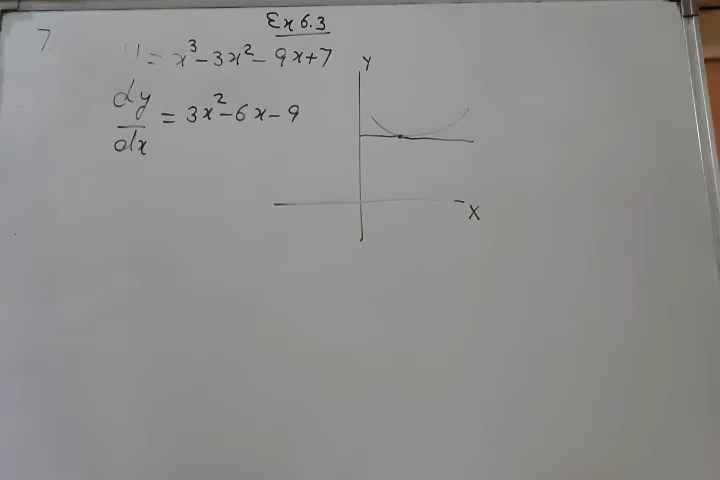 Ex 6.3
7.
y = x³ - 3x² - 9x + 7
dy/dx = 3x² - 6x - 9
Y
X